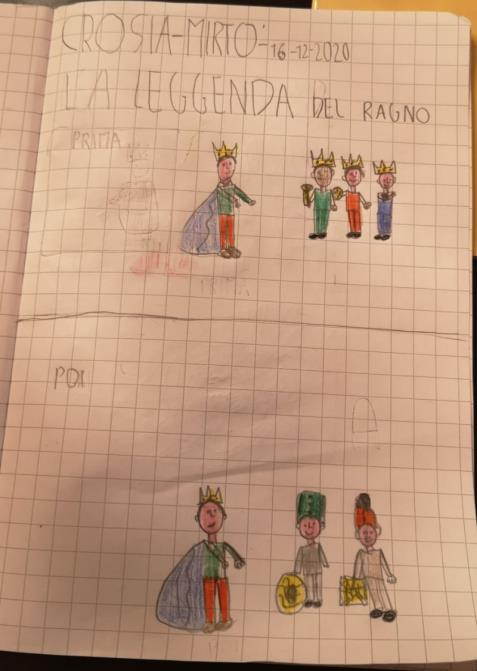 CROSIA-MIRTO' 16-12-2020
LA LEGGENDA DEL RAGNO
PRIMA
POI